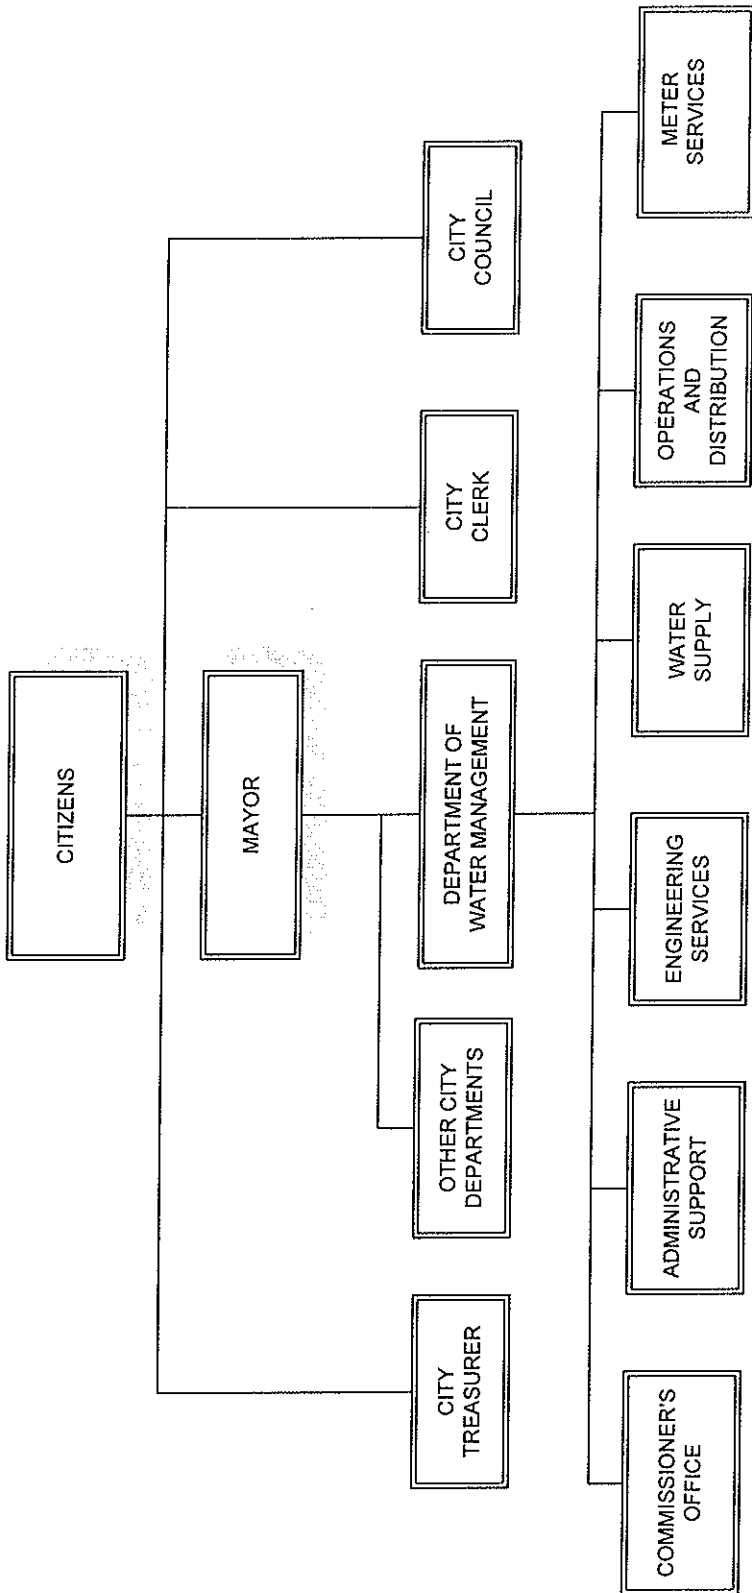 CITIZENS
MAYOR
CITY
TREASURER
OTHER CITY
DEPARTMENTS
DEPARTMENT OF
WATER MANAGEMENT
CITY
CLERK
CITY
COUNCIL
COMMISSIONER'S
OFFICE
ADMINISTRATIVE
SUPPORT
ENGINEERING
SERVICES
WATER
SUPPLY
OPERATIONS
AND
DISTRIBUTION
METER
SERVICES